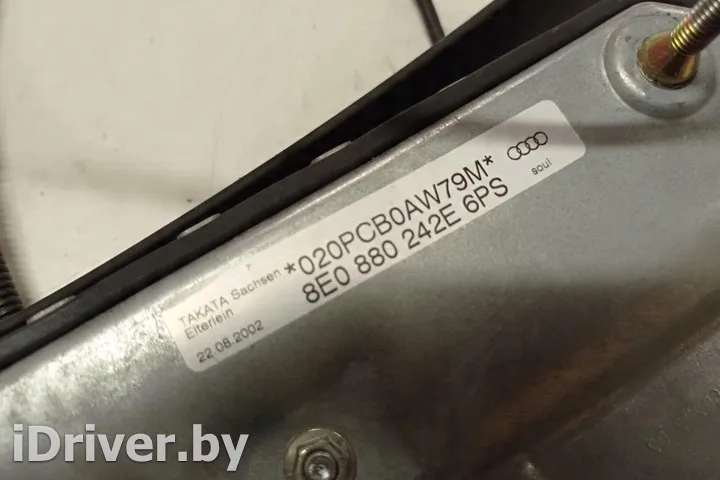 *020PCB0AW79M*
8E0 880 242E 6PS
soul
TAKATA Sachsen
Elterlein
22.08.2002
iDriver.by